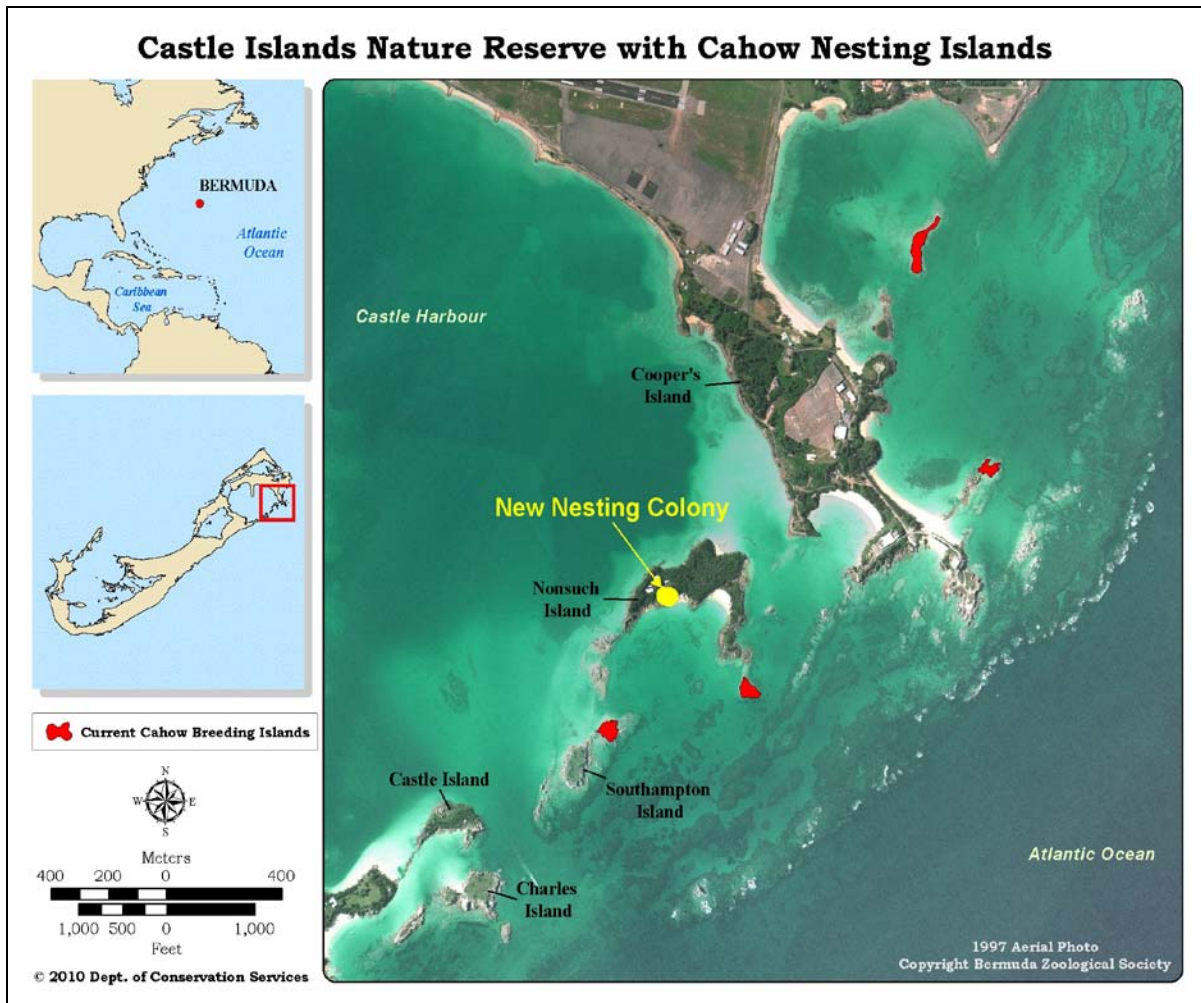 Castle Islands Nature Reserve with Cahow Nesting Islands
BERMUDA
Atlantic
Ocean
Caribbean
Sea
Current Cahow Breeding Islands
N
W
E
S
Meters
400 200 0 400
1,000 500 0 1,000
Feet
© 2010 Dept. of Conservation Services
Castle Harbour
Cooper's
Island
New Nesting Colony
Nonsuch
Island
Castle Island
Southampton
Island
Charles
Island
Atlantic Ocean
1997 Aerial Photo
Copyright Bermuda Zoological Society